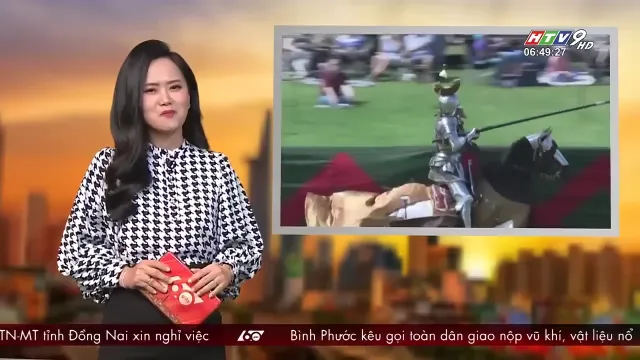 HTV9 HD
06:49:27
TN-MT tỉnh Đồng Nai xin nghỉ việc
60
Bình Phước kêu gọi toàn dân giao nộp vũ khí, vật liệu nổ